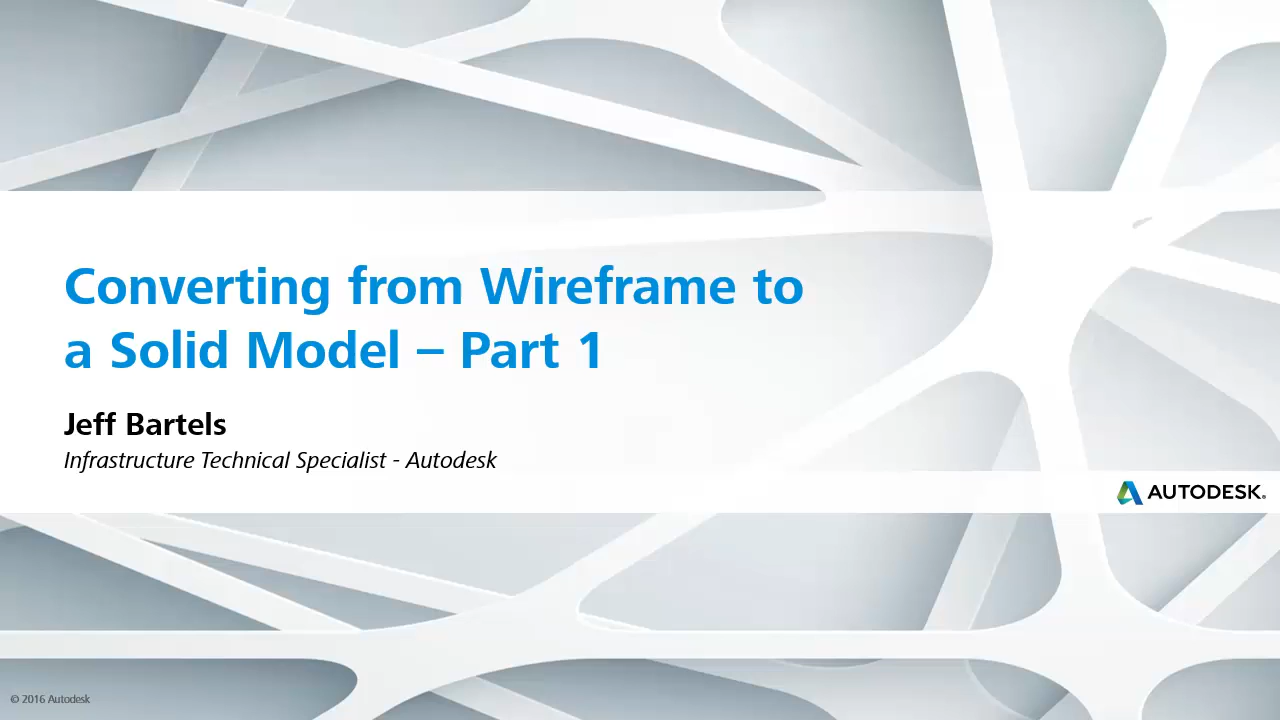 Converting from Wireframe to
a Solid Model – Part 1
Jeff Bartels
Infrastructure Technical Specialist - Autodesk
AUTODESK.
© 2016 Autodesk